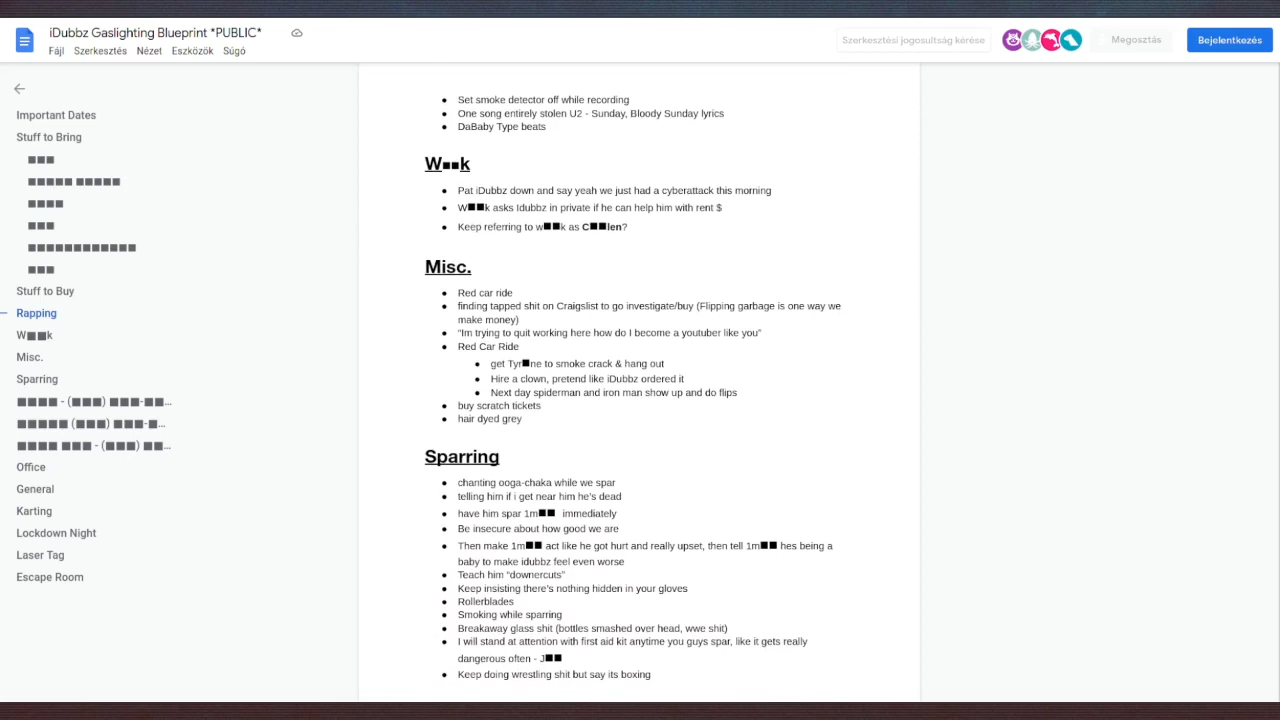 iDubbz Gaslighting Blueprint *PUBLIC*
Fájl Szerkesztés Nézet Eszközök Súgó
Szerkesztési jogosultság kérése
Megosztás
Bejelentkezés
Important Dates
Stuff to Bring
■■■
■■■■■ ■■■■■
■■■■
■■■
■■■■■■■■■■■■
■■■
Stuff to Buy
Rapping
W■■k
Misc.
Sparring
■■■■ - (■■■) ■■■-■■...
■■■■■ (■■■) ■■■-■...
■■■■ ■■■ - (■■■) ■■...
Office
General
Karting
Lockdown Night
Laser Tag
Escape Room
● Set smoke detector off while recording
● One song entirely stolen U2 - Sunday, Bloody Sunday lyrics
● DaBaby Type beats
W■■k
● Pat iDubbz down and say yeah we just had a cyberattack this morning
● W■■k asks Idubbz in private if he can help him with rent $
● Keep referring to w■■k as C■■len?
Misc.
● Red car ride
● finding tapped shit on Craigslist to go investigate/buy (Flipping garbage is one way we
make money)
● “Im trying to quit working here how do I become a youtuber like you”
● Red Car Ride
● get Tyr■ne to smoke crack & hang out
● Hire a clown, pretend like iDubbz ordered it
● Next day spiderman and iron man show up and do flips
● buy scratch tickets
● hair dyed grey
Sparring
● chanting ooga-chaka while we spar
● telling him if i get near him he’s dead
● have him spar 1m■■ immediately
● Be insecure about how good we are
● Then make 1m■■ act like he got hurt and really upset, then tell 1m■■ hes being a
baby to make idubbz feel even worse
● Teach him “downercuts”
● Keep insisting there’s nothing hidden in your gloves
● Rollerblades
● Smoking while sparring
● Breakaway glass shit (bottles smashed over head, wwe shit)
● I will stand at attention with first aid kit anytime you guys spar, like it gets really
dangerous often - J■■
● Keep doing wrestling shit but say its boxing